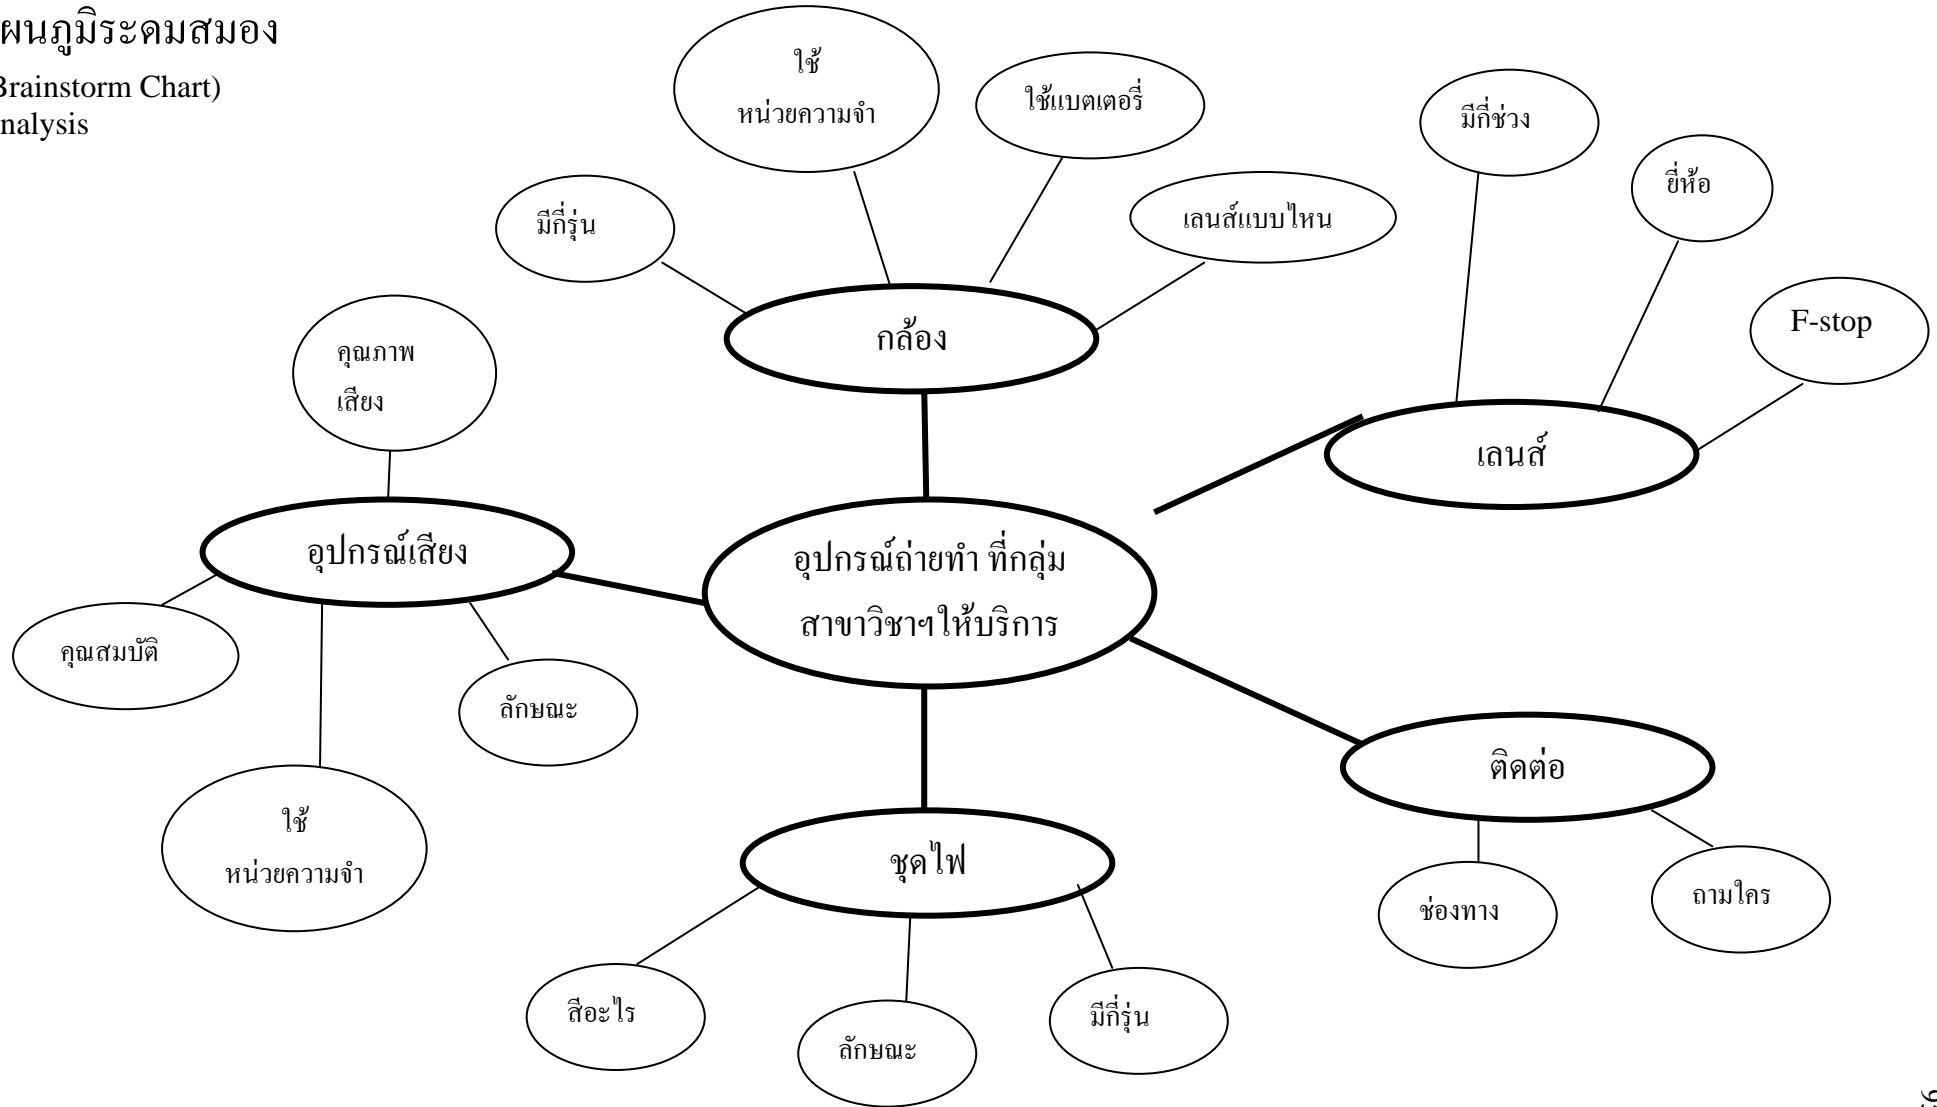 ผนภูมิระดมสมอง
Brainstorm Chart)
nalysis
ใช้
หน่วยความจำ
ใช้แบตเตอรี่
มีกี่ช่วง
ยี่ห้อ
มีกี่รุ่น
เลนส์แบบไหน
F-stop
กล้อง
คุณภาพ
เสียง
เลนส์
อุปกรณ์เสียง
อุปกรณ์ถ่ายทำ ที่กลุ่ม
สาขาวิชาฯให้บริการ
คุณสมบัติ
ลักษณะ
ติดต่อ
ใช้
หน่วยความจำ
ชุดไฟ
ช่องทาง
ถามใคร
สีอะไร
ลักษณะ
มีกี่รุ่น